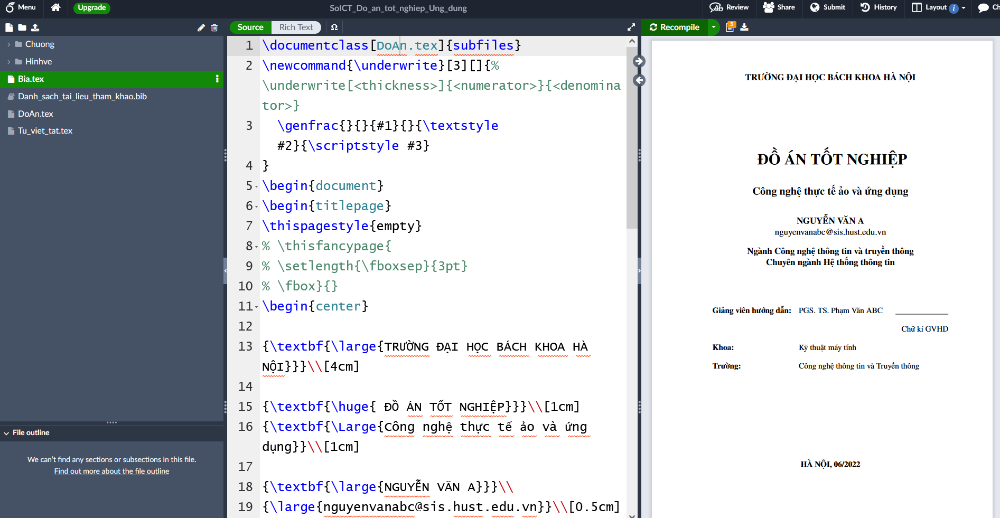 Menu
Upgrade
SoICT_Do_an_tot_nghiep_Ung_dung
Review
Share
Submit
History
Layout
Ch
Source
Rich Text
Ω
Recompile
5
Chuong
Hinhve
Bia.tex
Danh_sach_tai_lieu_tham_khao.bib
DoAn.tex
Tu_viet_tat.tex
File outline
We can't find any sections or subsections in this file.
Find out more about the file outline
1 \documentclass[DoAn.tex]{subfiles}
2 \newcommand{\underwrite}[3][]{%
\underwrite[<thickness>]{<numerator>}{<denomina
tor>}
3 \genfrac{}{}{#1}{}{\textstyle
#2}{\scriptstyle #3}
4 }
5 \begin{document}
6 \begin{titlepage}
7 \thispagestyle{empty}
8 % \thisfancypage{
9 % \setlength{\fboxsep}{3pt}
10 % \fbox}{}
11 \begin{center}
12
13 {\textbf{\large{TRƯỜNG ĐẠI HỌC BÁCH KHOA HÀ
NỘI}}}\\[4cm]
14
15 {\textbf{\huge{ ĐỒ ÁN TỐT NGHIỆP}}}\\[1cm]
16 {\textbf{\Large{Công nghệ thực tế ảo và ứng
dụng}}\\[1cm]
17
18 {\textbf{\large{NGUYỄN VĂN A}}}\\
19 {\large{nguyenvanabc@sis.hust.edu.vn}}\\[0.5cm]
TRƯỜNG ĐẠI HỌC BÁCH KHOA HÀ NỘI
ĐỒ ÁN TỐT NGHIỆP
Công nghệ thực tế ảo và ứng dụng
NGUYỄN VĂN A
nguyenvanabc@sis.hust.edu.vn
Ngành Công nghệ thông tin và truyền thông
Chuyên ngành Hệ thống thông tin
Giảng viên hướng dẫn: PGS. TS. Phạm Văn ABC
Chữ kí GVHD
Khoa: Kỹ thuật máy tính
Trường: Công nghệ thông tin và Truyền thông
HÀ NỘI, 06/2022